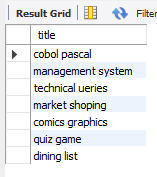 Result Grid Filter
title
cobol pascal
management system
technical ueries
market shoping
comics graphics
quiz game
dining list